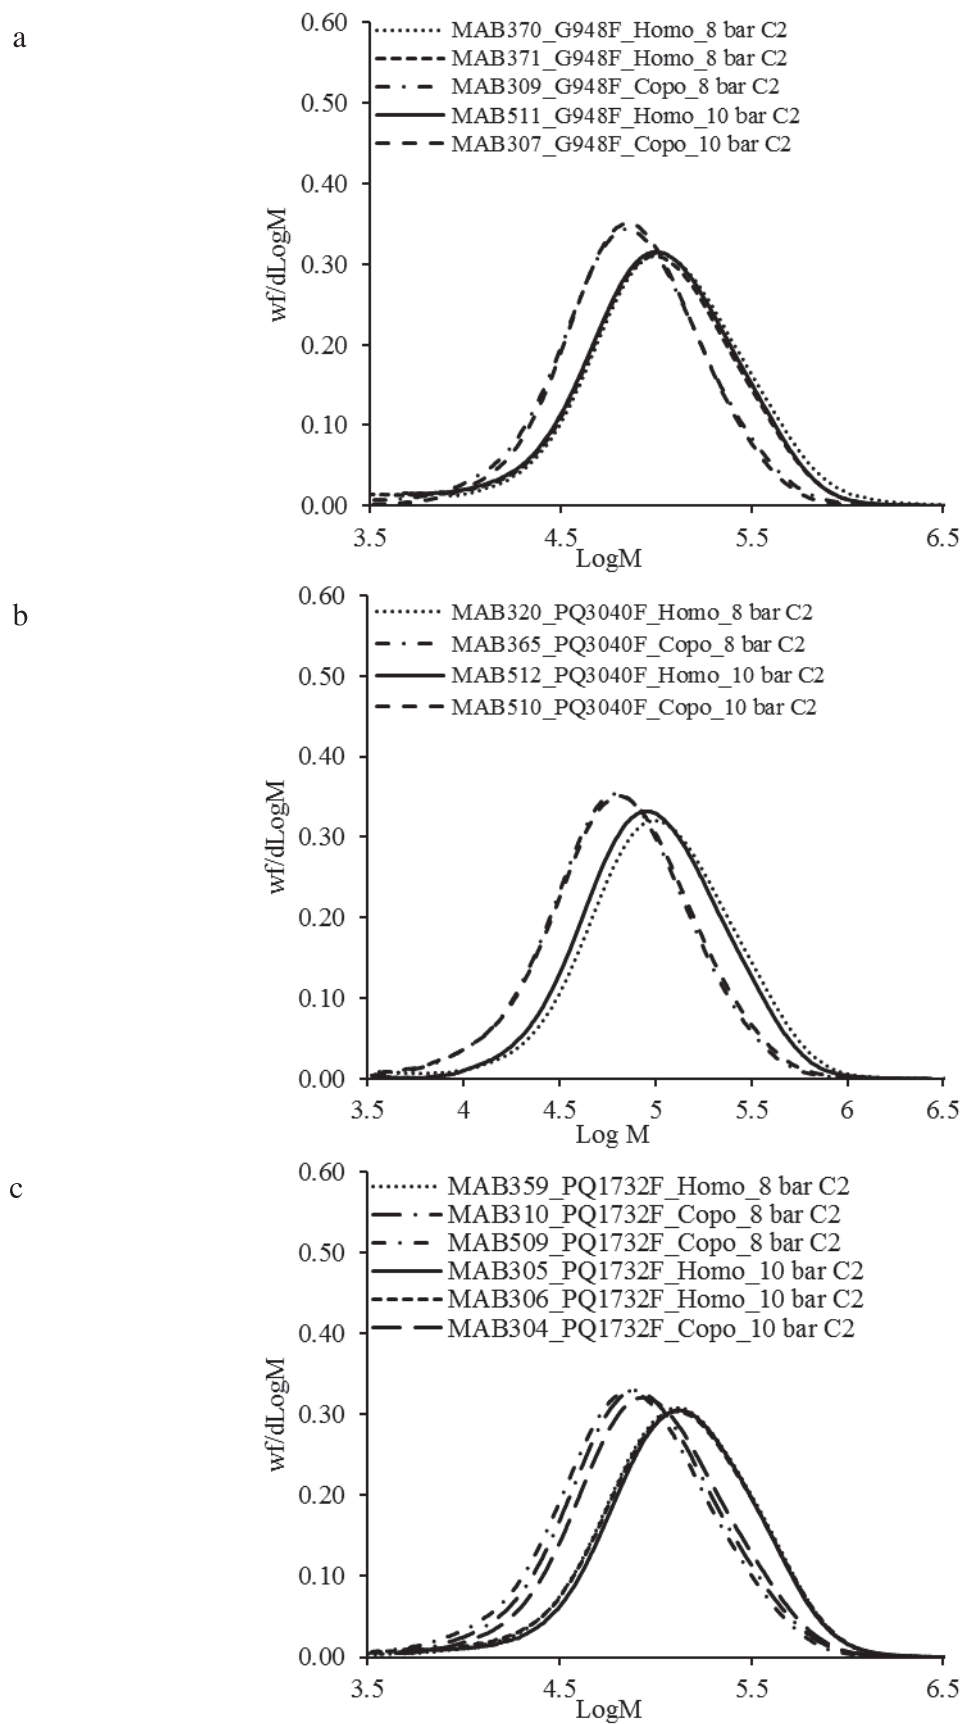 a
0.60
MAB370_G948F_Homo_8 bar C2
MAB371_G948F_Homo_8 bar C2
MAB309_G948F_Copo_8 bar C2
0.50
MAB511_G948F_Homo_10 bar C2
MAB307_G948F_Copo_10 bar C2
0.40
wf/dLogM
0.30
0.20
0.10
0.00
3.5 4.5 5.5 6.5
LogM
b
0.60
MAB320_PQ3040F_Homo_8 bar C2
MAB365_PQ3040F_Copo_8 bar C2
0.50
MAB512_PQ3040F_Homo_10 bar C2
MAB510_PQ3040F_Copo_10 bar C2
0.40
wf/dLogM
0.30
0.20
0.10
0.00
3.5 4 4.5 5 5.5 6 6.5
Log M
c
0.60
MAB359_PQ1732F_Homo_8 bar C2
MAB310_PQ1732F_Copo_8 bar C2
MAB509_PQ1732F_Copo_8 bar C2
0.50
MAB305_PQ1732F_Homo_10 bar C2
MAB306_PQ1732F_Homo_10 bar C2
MAB304_PQ1732F_Copo_10 bar C2
0.40
wf/dLogM
0.30
0.20
0.10
0.00
3.5 4.5 5.5 6.5
LogM